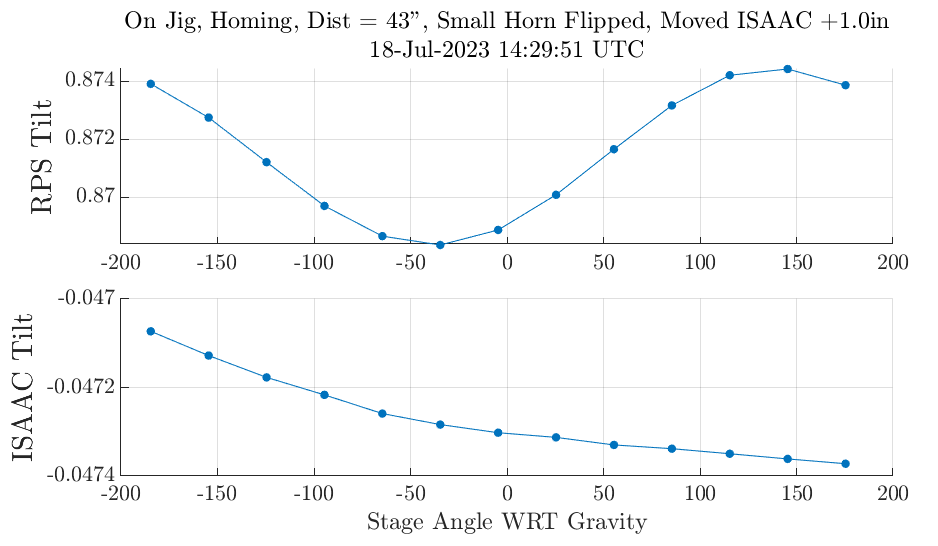 On Jig, Homing, Dist = 43”, Small Horn Flipped, Moved ISAAC +1.0in
18-Jul-2023 14:29:51 UTC
RPS Tilt
0.874
0.872
0.87
-200 -150 -100 -50 0 50 100 150 200
ISAAC Tilt
-0.047
-0.0472
-0.0474
-200 -150 -100 -50 0 50 100 150 200
Stage Angle WRT Gravity